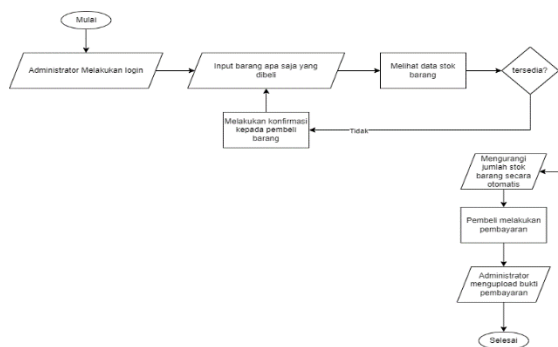 Mulai
Administrator Melakukan login
Input barang apa saja yang
dibeli
Melihat data stok
barang
tersedia?
Melakukan konfirmasi
kepada pembeli
barang
Tidak
Mengurangi
jumlah stok
barang secara
otomatis
Pembeli melakukan
pembayaran
Administrator
mengupload bukti
pembayaran
Selesai